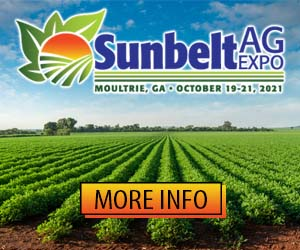 Sunbelt AG
EXPO
MOULTRIE, GA • OCTOBER 19-21, 2021
MORE INFO